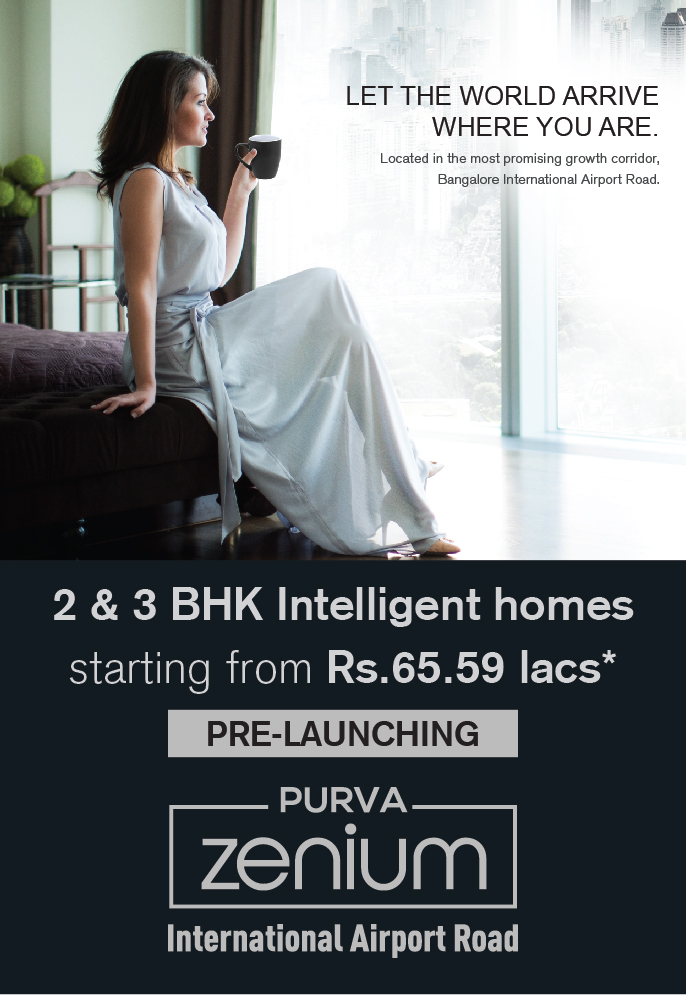 LET THE WORLD ARRIVE
WHERE YOU ARE.
Located in the most promising growth corridor,
Bangalore International Airport Road.
2 & 3 BHK Intelligent homes
starting from Rs.65.59 lacs*
PRE-LAUNCHING
PURVA
zenium
International Airport Road